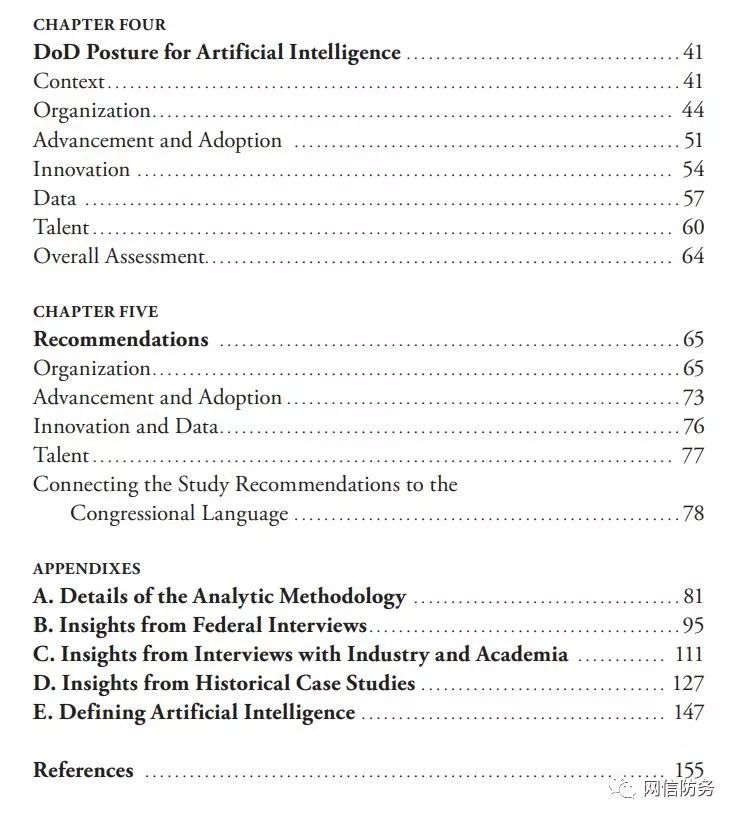 CHAPTER FOUR
DoD Posture for Artificial Intelligence ........................................ 41
Context ........................................ 41
Organization ........................................ 44
Advancement and Adoption ........................................ 51
Innovation ........................................ 54
Data ........................................ 57
Talent ........................................ 60
Overall Assessment ........................................ 64
CHAPTER FIVE
Recommendations ........................................ 65
Organization ........................................ 65
Advancement and Adoption ........................................ 73
Innovation and Data ........................................ 76
Talent ........................................ 77
Connecting the Study Recommendations to the
Congressional Language ........................................ 78
APPENDIXES
A. Details of the Analytic Methodology ........................................ 81
B. Insights from Federal Interviews ........................................ 95
C. Insights from Interviews with Industry and Academia ............ 111
D. Insights from Historical Case Studies ........................................ 127
E. Defining Artificial Intelligence ........................................ 147
References ........................................ 155
网信防务